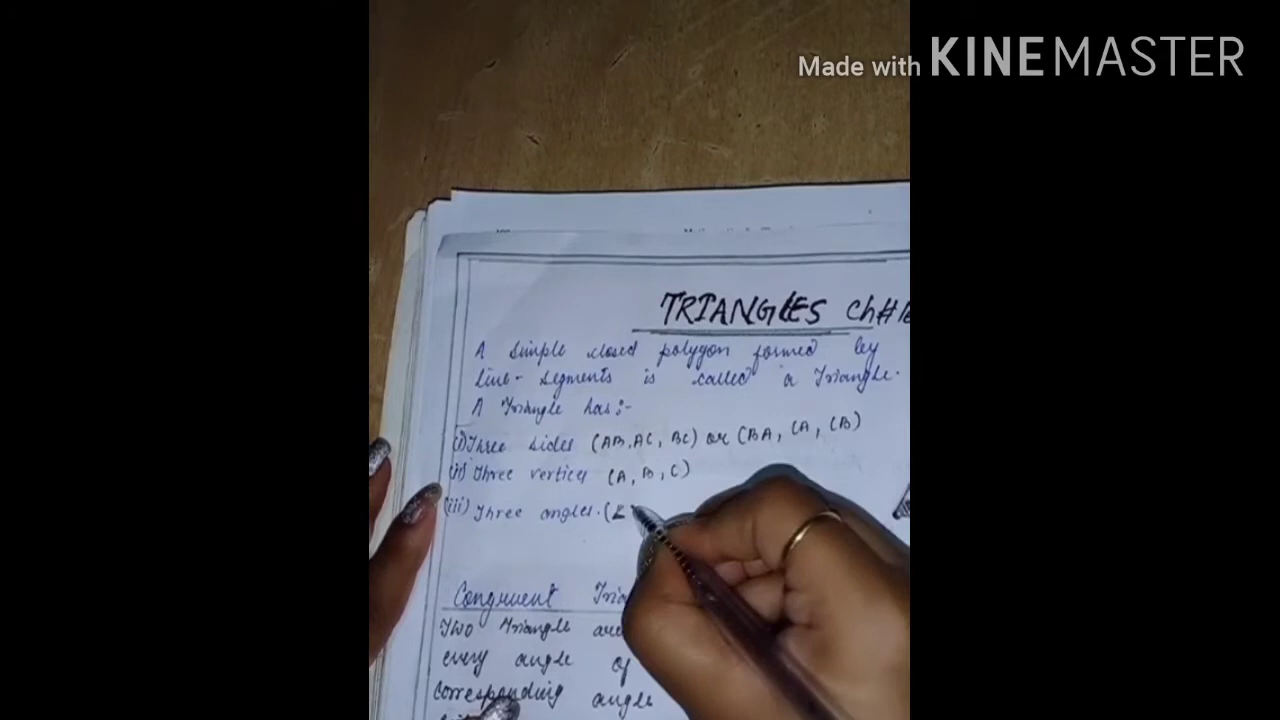 Made with KINEMASTER
TRIANGLES Ch#
A simple closed polygon formed by
line-segments is called a Triangle.
A Triangle has:-
(i) Three sides (AB, AC, BC) or (BA, CA, CB)
(ii) Three vertices (A, B, C)
(iii) Three angles. (∠
Congruent
Two Triangle are
every angle of
corresponding angle